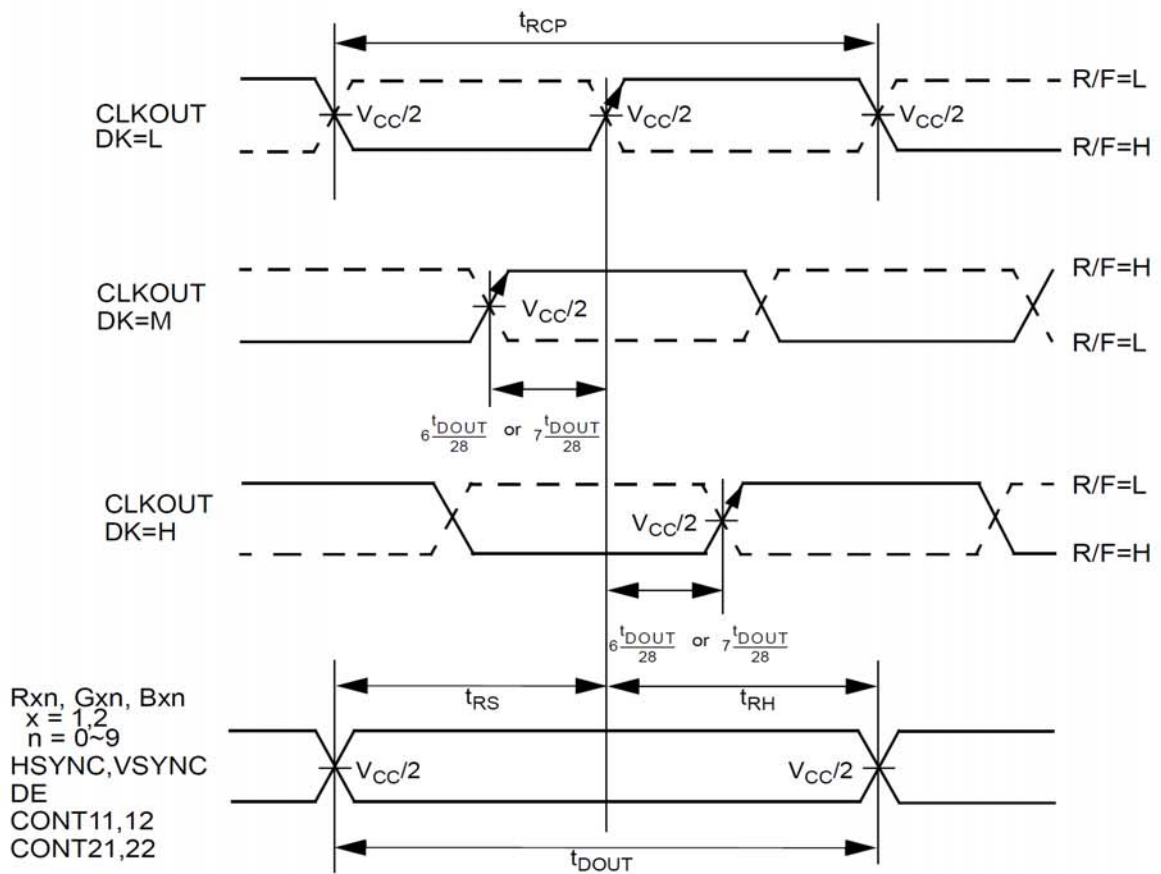 tRCP
R/F=L
CLKOUT
DK=L
VCC/2 VCC/2 VCC/2
R/F=H
R/F=H
CLKOUT
DK=M
VCC/2
R/F=L
6 tDOUT/28 or 7 tDOUT/28
R/F=L
CLKOUT
DK=H
VCC/2
R/F=H
6 tDOUT/28 or 7 tDOUT/28
tRS tRH
Rxn, Gxn, Bxn
x = 1,2
n = 0~9
HSYNC,VSYNC
DE
CONT11,12
CONT21,22
VCC/2 VCC/2
tDOUT